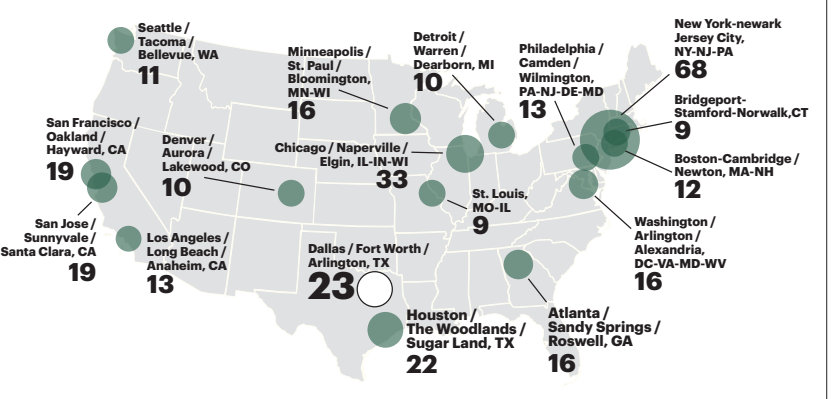 Seattle /
Tacoma /
Bellevue, WA
11
Minneapolis /
St. Paul /
Bloomington,
MN-WI
16
Detroit /
Warren /
Dearborn, MI
10
Philadelphia /
Camden /
Wilmington,
PA-NJ-DE-MD
13
New York-newark
Jersey City,
NY-NJ-PA
68
Bridgeport-
Stamford-Norwalk,CT
9
Boston-Cambridge /
Newton, MA-NH
12
San Francisco /
Oakland /
Hayward, CA
19
Denver /
Aurora /
Lakewood, CO
10
Chicago / Naperville /
Elgin, IL-IN-WI
33
St. Louis,
MO-IL
9
San Jose /
Sunnyvale /
Santa Clara, CA
19
Los Angeles /
Long Beach /
Anaheim, CA
13
Dallas / Fort Worth /
Arlington, TX
23
Washington /
Arlington /
Alexandria,
DC-VA-MD-WV
16
Houston /
The Woodlands /
Sugar Land, TX
22
Atlanta /
Sandy Springs /
Roswell, GA
16